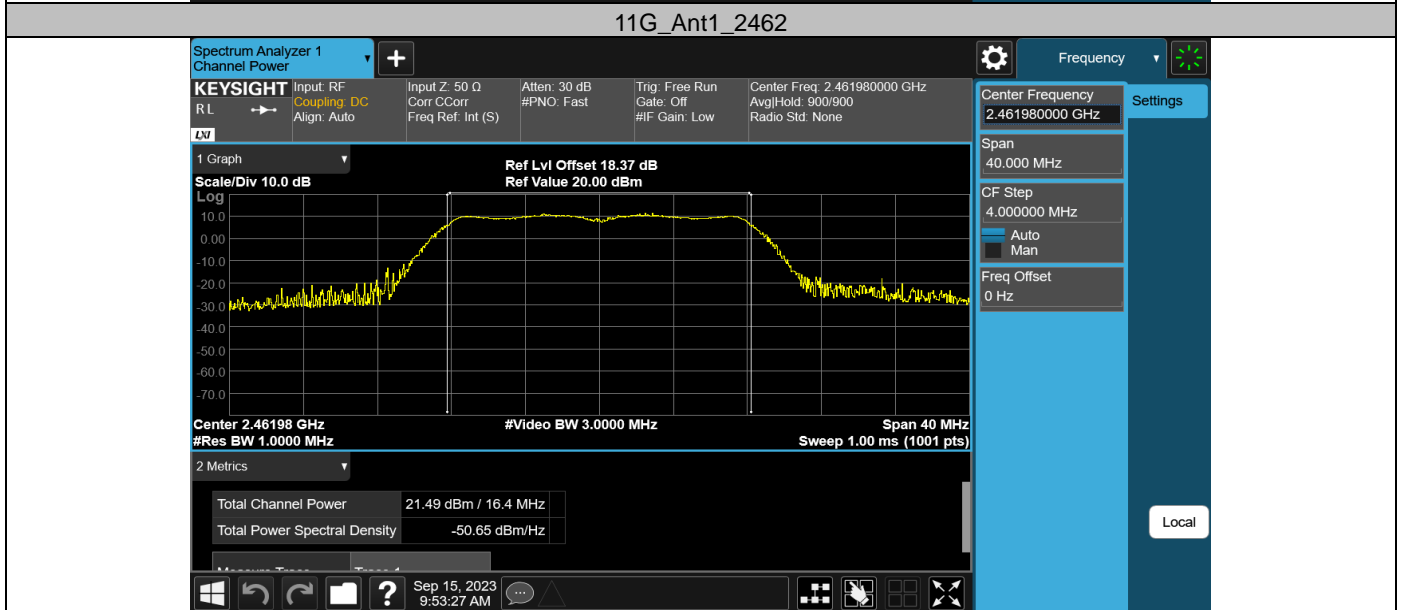 11G_Ant1_2462
Spectrum Analyzer 1
Channel Power
+
Frequency
KEYSIGHT
R L
LXI
Input: RF
Coupling: DC
Align: Auto
Input Z: 50 Ω
Corr CCorr
Freq Ref: Int (S)
Atten: 30 dB
#PNO: Fast
Trig: Free Run
Gate: Off
#IF Gain: Low
Center Freq: 2.461980000 GHz
Avg|Hold: 900/900
Radio Std: None
Center Frequency
2.461980000 GHz
Settings
Span
40.000 MHz
CF Step
4.000000 MHz
Auto
Man
Freq Offset
0 Hz
Local
1 Graph
Scale/Div 10.0 dB
Ref Lvl Offset 18.37 dB
Ref Value 20.00 dBm
Log
10.0
0.00
-10.0
-20.0
-30.0
-40.0
-50.0
-60.0
-70.0
Center 2.46198 GHz
#Video BW 3.0000 MHz
Span 40 MHz
#Res BW 1.0000 MHz
Sweep 1.00 ms (1001 pts)
2 Metrics
Total Channel Power 21.49 dBm / 16.4 MHz
Total Power Spectral Density -50.65 dBm/Hz
Measure Trace Trace 1
?
Sep 15, 2023
9:53:27 AM